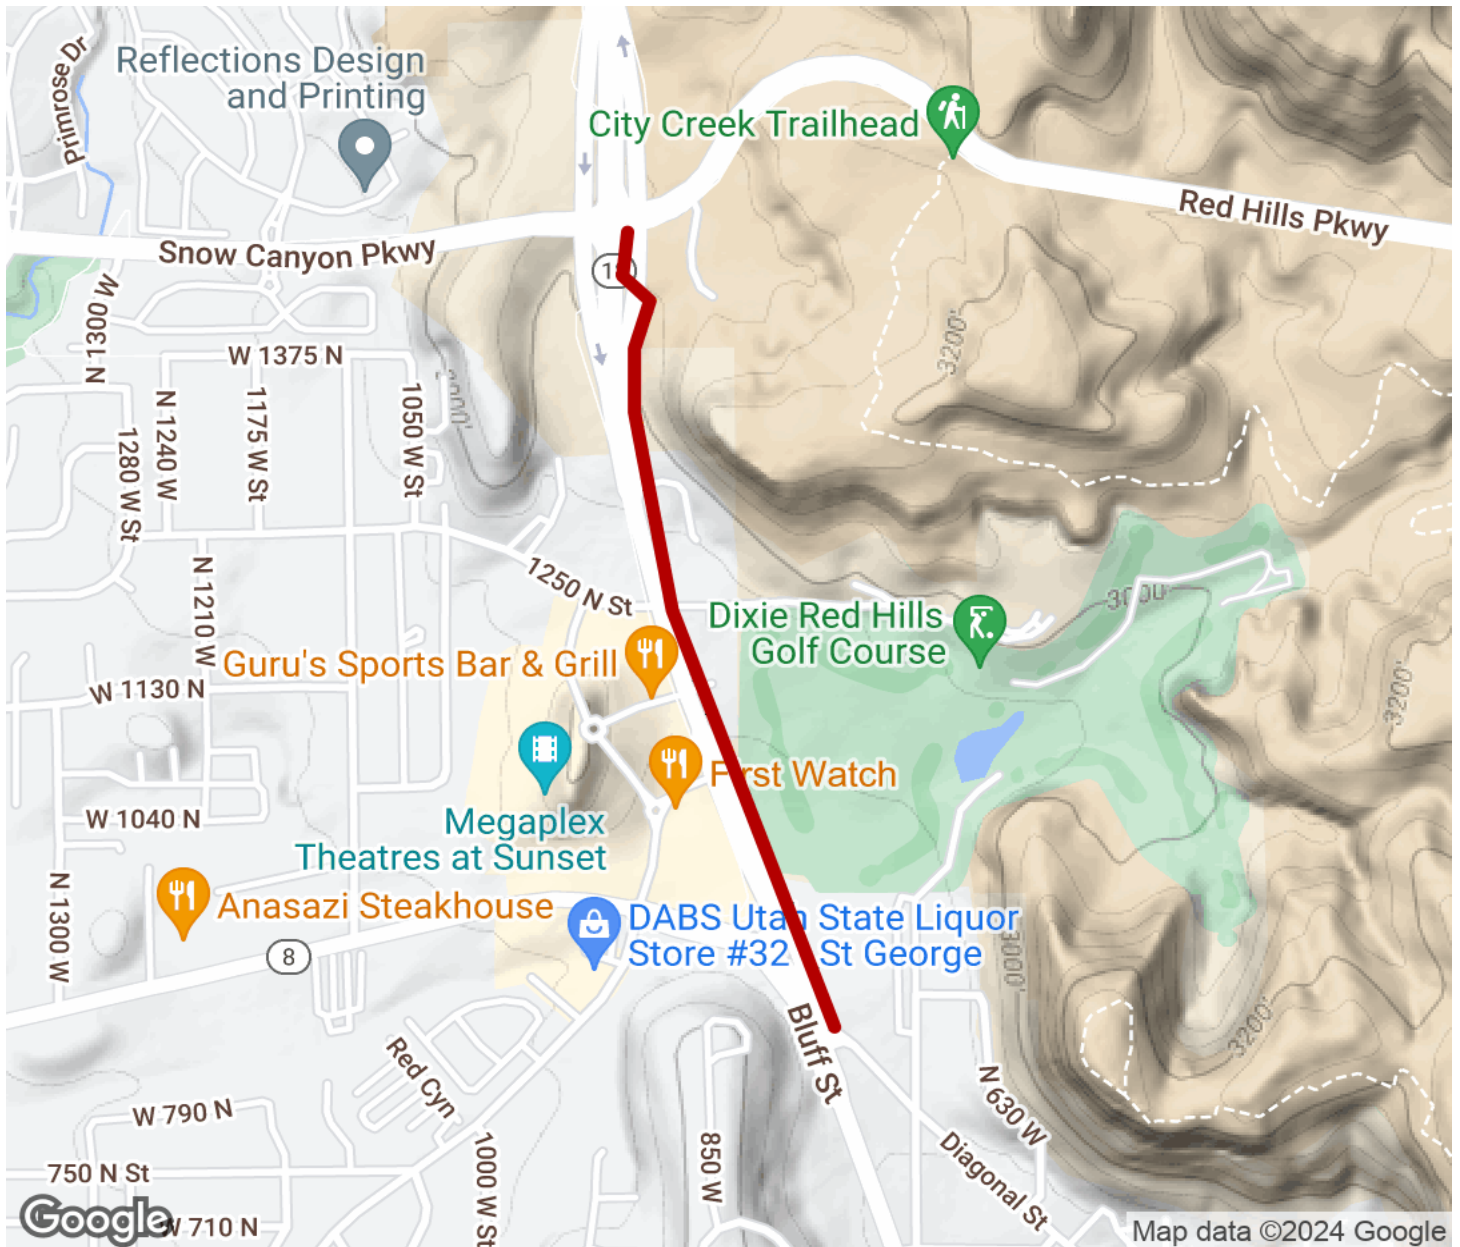 Primrose Dr
Reflections Design
and Printing
City Creek Trailhead
Red Hills Pkwy
Snow Canyon Pkwy
N 1300 W
W 1375 N
3200'
N 1240 W
1175 W St
1050 W St
1280 W St
N 1210 W
1250 N St
3000'
Dixie Red Hills
Golf Course
Guru's Sports Bar & Grill
W 1130 N
3200'
First Watch
W 1040 N
Megaplex
Theatres at Sunset
N 1300 W
Anasazi Steakhouse
DABS Utah State Liquor
Store #32 St George
8
3000'
Bluff St
3200'
Red Cyn
N 630 W
W 790 N
850 W
1000 W St
Diagonal St
750 N St
Google
W 710 N
Map data ©2024 Google